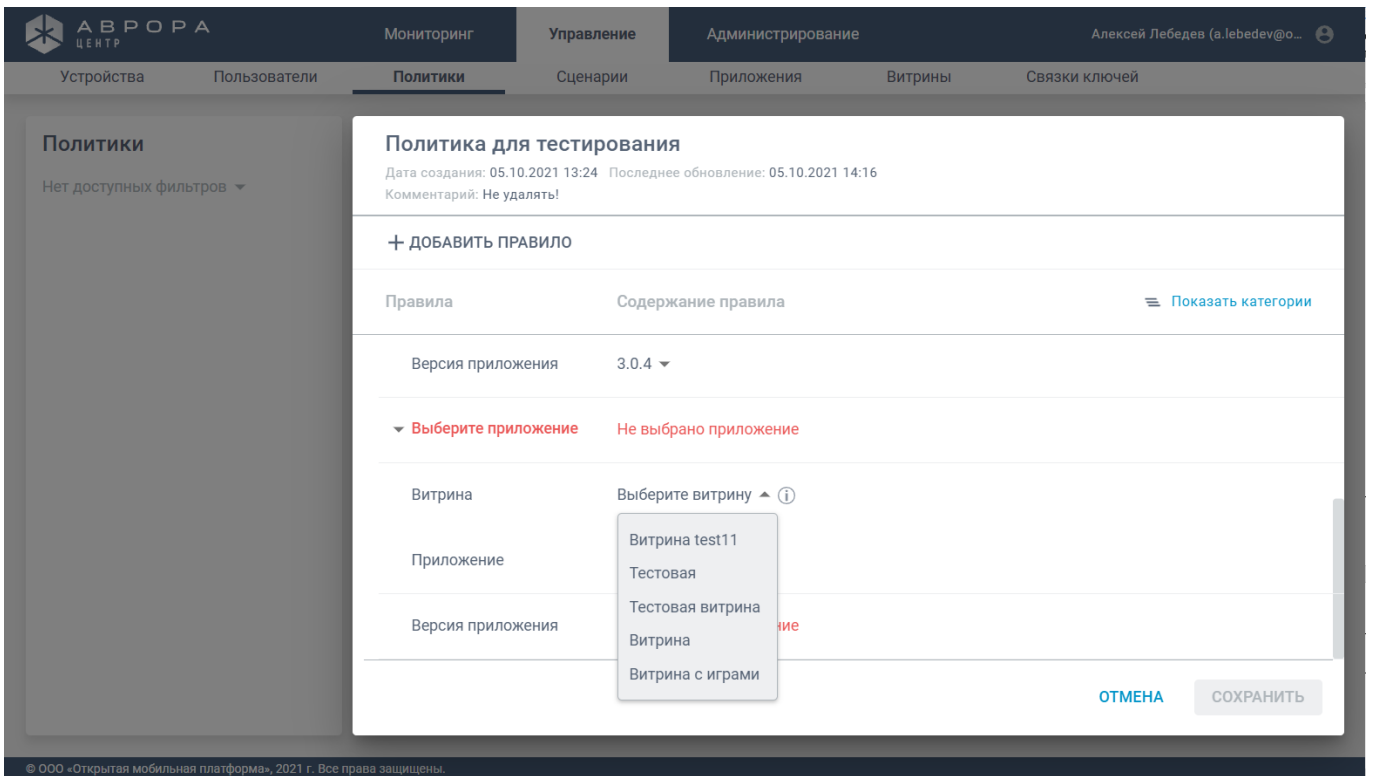 АВРОРА
ЦЕНТР
Мониторинг Управление Администрирование Алексей Лебедев (a.lebedev@o...
Устройства Пользователи Политики Сценарии Приложения Витрины Связки ключей
Политики
Нет доступных фильтров
Политика для тестирования
Дата создания: 05.10.2021 13:24 Последнее обновление: 05.10.2021 14:16
Комментарий: Не удалять!
+ ДОБАВИТЬ ПРАВИЛО
Правила Содержание правила Показать категории
Версия приложения 3.0.4
Выберите приложение Не выбрано приложение
Витрина Выберите витрину
Витрина test11
Приложение
Тестовая
Тестовая витрина
Версия приложения ние
Витрина
Витрина с играми
ОТМЕНА СОХРАНИТЬ
© ООО «Открытая мобильная платформа», 2021 г. Все права защищены.